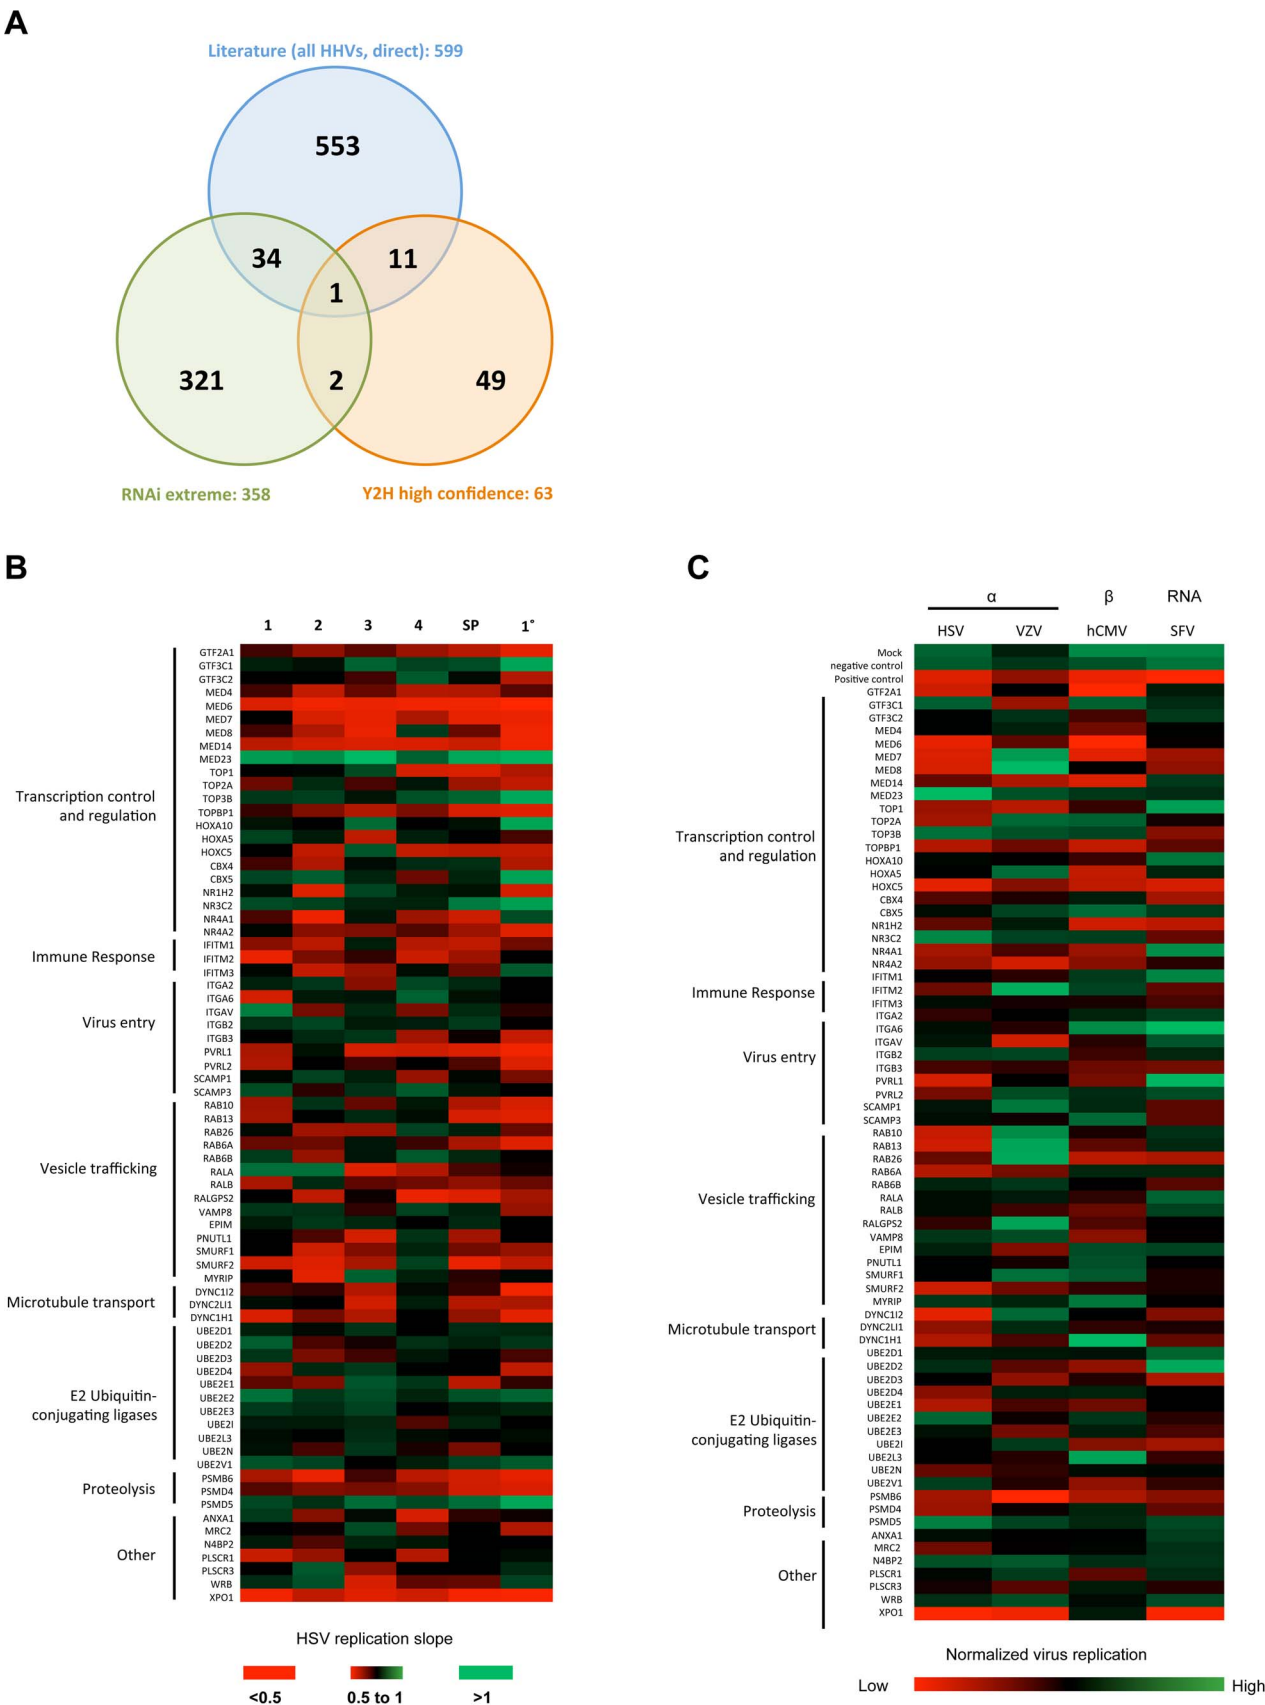 A
Literature (all HHVs, direct): 599
553
34
11
1
321
2
49
RNAi extreme: 358
Y2H high confidence: 63
B
1 2 3 4 SP 1°
GTF2A1
GTF3C1
GTF3C2
MED4
MED6
MED7
MED8
MED14
MED23
TOP1
TOP2A
TOP3B
TOPBP1
HOXA10
HOXA5
HOXC5
CBX4
CBX5
NR1H2
NR3C2
NR4A1
NR4A2
IFITM1
IFITM2
IFITM3
ITGA2
ITGA6
ITGAV
ITGB2
ITGB3
PVRL1
PVRL2
SCAMP1
SCAMP3
RAB10
RAB13
RAB26
RAB6A
RAB6B
RALA
RALB
RALGPS2
VAMP8
EPIM
PNUTL1
SMURF1
SMURF2
MYRIP
DYNC1I2
DYNC2LI1
DYNC1H1
UBE2D1
UBE2D2
UBE2D3
UBE2D4
UBE2E1
UBE2E2
UBE2E3
UBE2I
UBE2L3
UBE2N
UBE2V1
PSMB6
PSMD4
PSMD5
ANXA1
MRC2
N4BP2
PLSCR1
PLSCR3
WRB
XPO1
Transcription control
and regulation
Immune Response
Virus entry
Vesicle trafficking
Microtubule transport
E2 Ubiquitin-
conjugating ligases
Proteolysis
Other
HSV replication slope
<0.5 0.5 to 1 >1
C
α β RNA
HSV VZV hCMV SFV
Mock
negative control
Positive control
GTF2A1
GTF3C1
GTF3C2
MED4
MED6
MED7
MED8
MED14
MED23
TOP1
TOP2A
TOP3B
TOPBP1
HOXA10
HOXA5
HOXC5
CBX4
CBX5
NR1H2
NR3C2
NR4A1
NR4A2
IFITM1
IFITM2
IFITM3
ITGA2
ITGA6
ITGAV
ITGB2
ITGB3
PVRL1
PVRL2
SCAMP1
SCAMP3
RAB10
RAB13
RAB26
RAB6A
RAB6B
RALA
RALB
RALGPS2
VAMP8
EPIM
PNUTL1
SMURF1
SMURF2
MYRIP
DYNC1I2
DYNC2LI1
DYNC1H1
UBE2D1
UBE2D2
UBE2D3
UBE2D4
UBE2E1
UBE2E2
UBE2E3
UBE2I
UBE2L3
UBE2N
UBE2V1
PSMB6
PSMD4
PSMD5
ANXA1
MRC2
N4BP2
PLSCR1
PLSCR3
WRB
XPO1
Transcription control
and regulation
Immune Response
Virus entry
Vesicle trafficking
Microtubule transport
E2 Ubiquitin-
conjugating ligases
Proteolysis
Other
Normalized virus replication
Low High